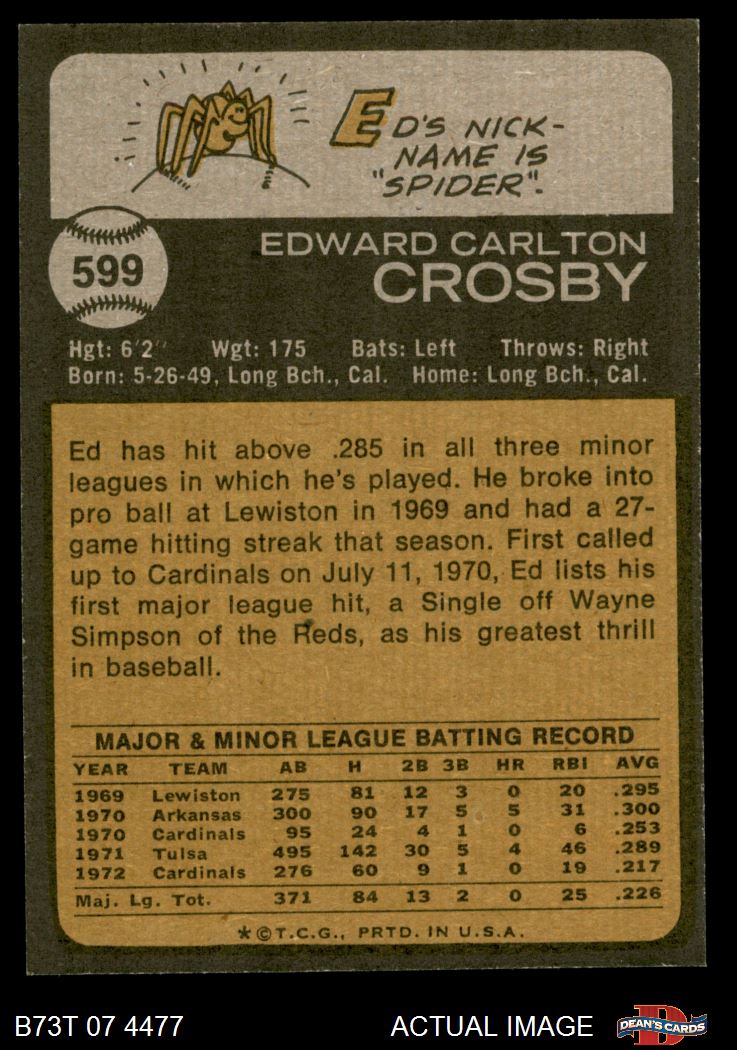 ED'S NICK-
NAME IS
"SPIDER".
599
EDWARD CARLTON
CROSBY
Hgt: 6'2" Wgt: 175 Bats: Left Throws: Right
Born: 5-26-49, Long Bch., Cal. Home: Long Bch., Cal.
Ed has hit above .285 in all three minor
leagues in which he's played. He broke into
pro ball at Lewiston in 1969 and had a 27-
game hitting streak that season. First called
up to Cardinals on July 11, 1970, Ed lists his
first major league hit, a Single off Wayne
Simpson of the Reds, as his greatest thrill
in baseball.
MAJOR & MINOR LEAGUE BATTING RECORD
YEAR TEAM AB H 2B 3B HR RBI AVG
1969 Lewiston 275 81 12 3 0 20 .295
1970 Arkansas 300 90 17 5 5 31 .300
1970 Cardinals 95 24 4 1 0 6 .253
1971 Tulsa 495 142 30 5 4 46 .289
1972 Cardinals 276 60 9 1 0 19 .217
Maj. Lg. Tot. 371 84 13 2 0 25 .226
*©T.C.G., PRTD. IN U.S.A.
B73T 07 4477 ACTUAL IMAGE D DEAN'S CARDS